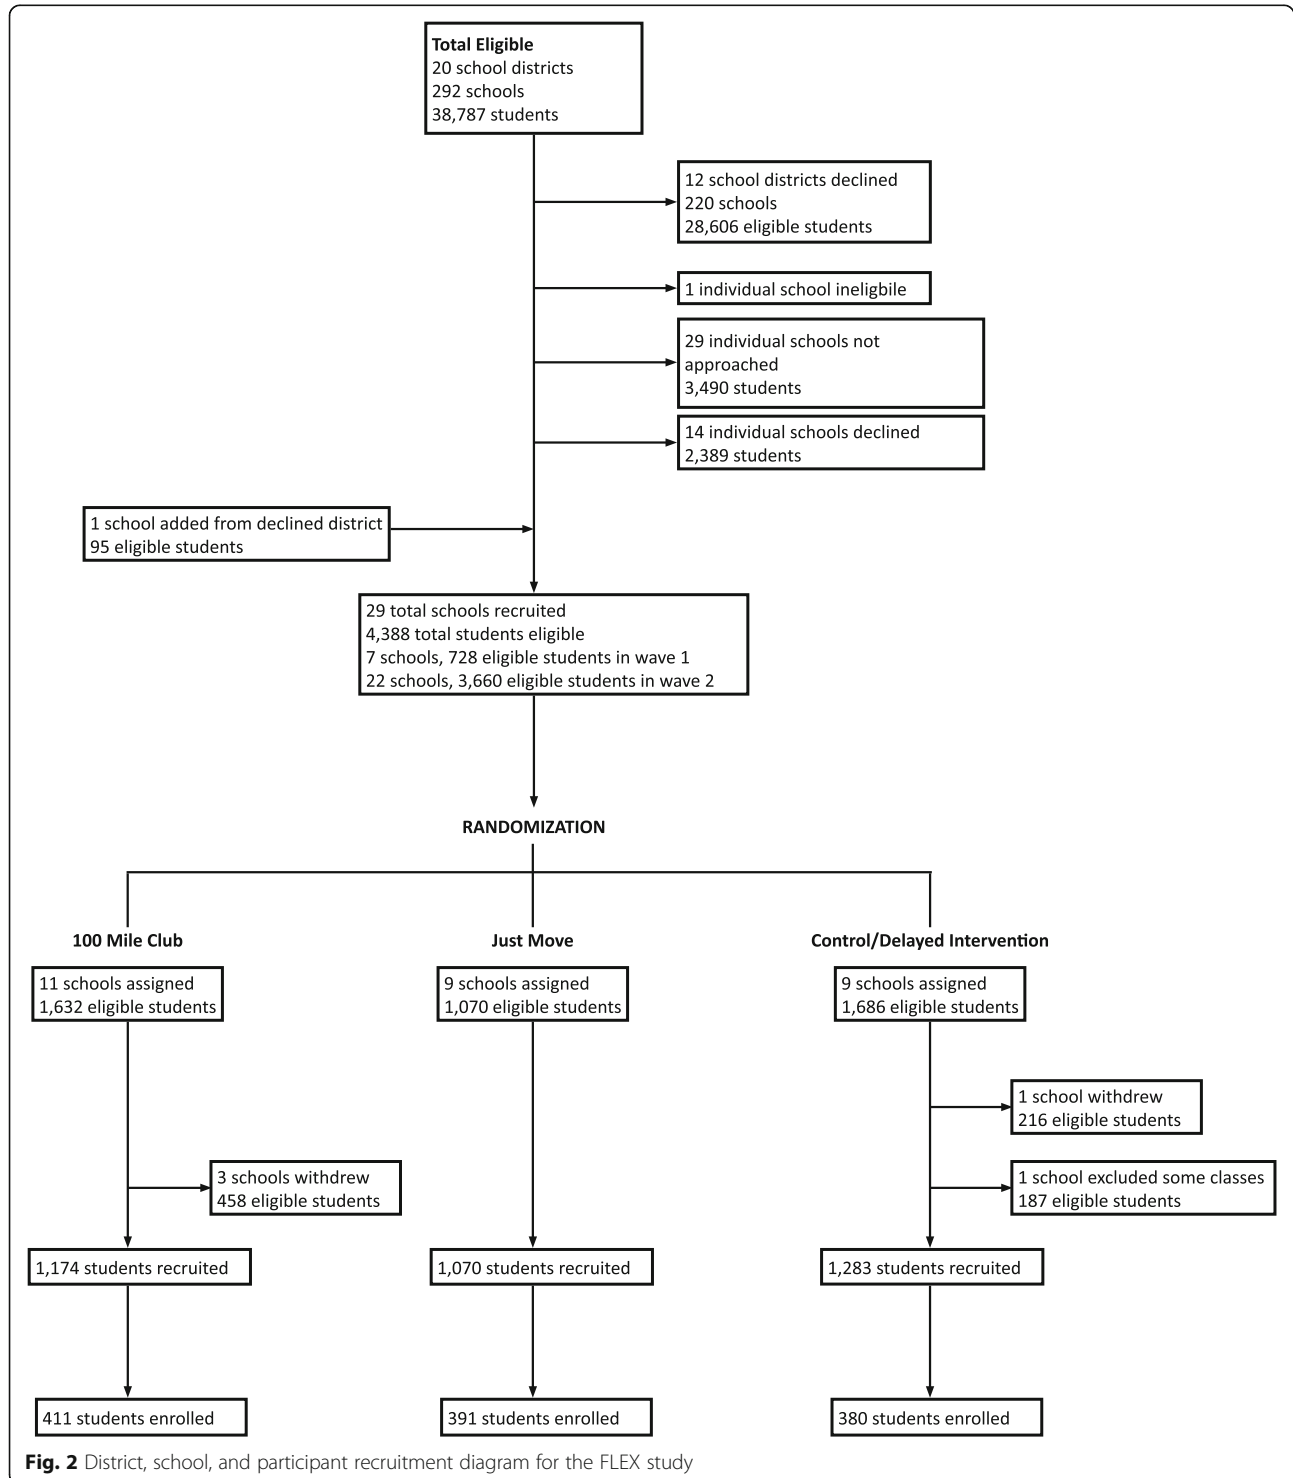 Total Eligible
20 school districts
292 schools
38,787 students
12 school districts declined
220 schools
28,606 eligible students
1 individual school ineligbile
29 individual schools not
approached
3,490 students
14 individual schools declined
2,389 students
1 school added from declined district
95 eligible students
29 total schools recruited
4,388 total students eligible
7 schools, 728 eligible students in wave 1
22 schools, 3,660 eligible students in wave 2
RANDOMIZATION
100 Mile Club
Just Move
Control/Delayed Intervention
11 schools assigned
1,632 eligible students
9 schools assigned
1,070 eligible students
9 schools assigned
1,686 eligible students
1 school withdrew
216 eligible students
3 schools withdrew
458 eligible students
1 school excluded some classes
187 eligible students
1,174 students recruited
1,070 students recruited
1,283 students recruited
411 students enrolled
391 students enrolled
380 students enrolled
Fig. 2 District, school, and participant recruitment diagram for the FLEX study